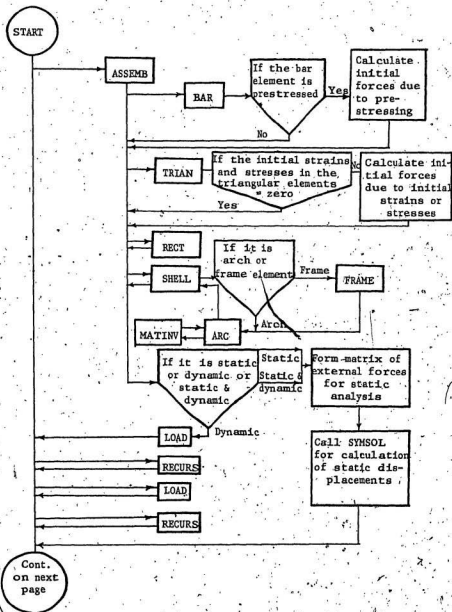 START
ASSEMB
BAR
If the bar
element is
prestressed
Yes
Calculate
initial
forces due
to pre-
stressing
No
TRIAN
If the initial strains
and stresses in the
triangular elements
zero
No
Calculate ini-
tial forces
due to initial
strains or
stresses
Yes
RECT
SHELL
If it is
arch or
frame element
Frame
FRAME
Arch
MATINV
ARC
If it is static
or dynamic or
static &
dynamic
Static
Static &
dynamic
Form matrix of
external forces
for static
analysis
Dynamic
LOAD
Call SYMSOL
for calculation
of static dis-
placements
RECURS
LOAD
RECURS
Cont.
on next
page